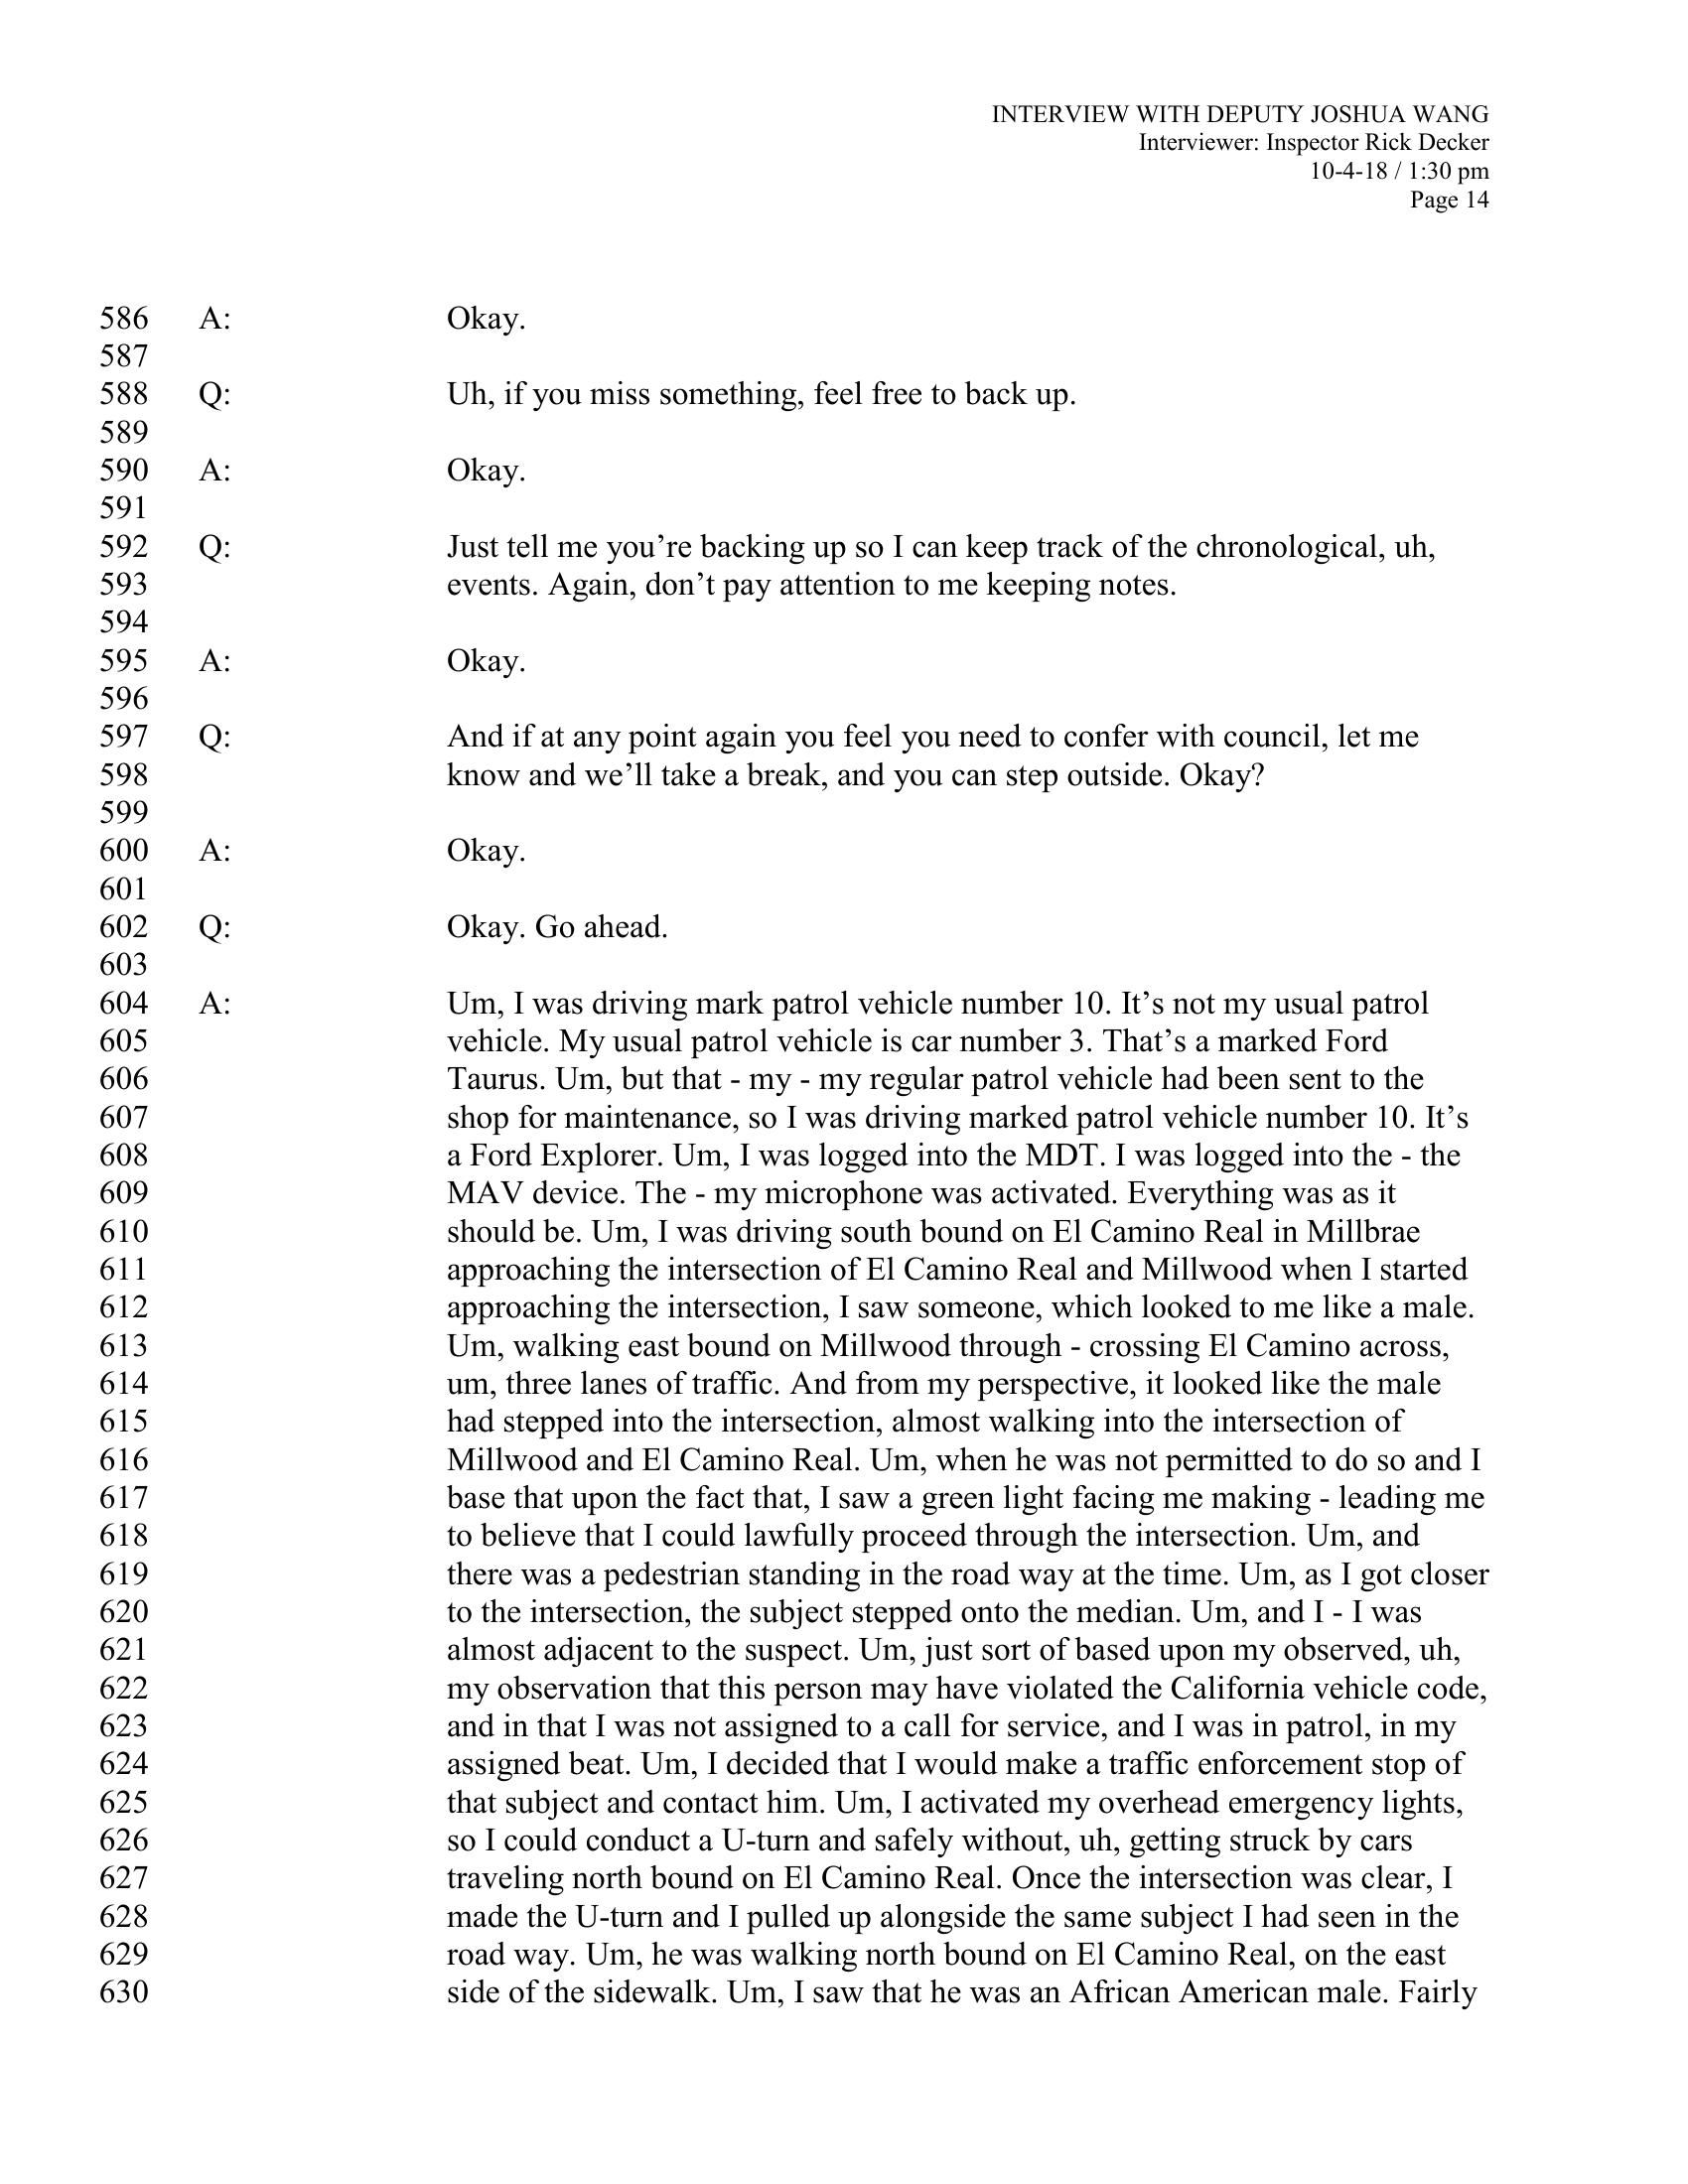 INTERVIEW WITH DEPUTY JOSHUA WANG
Interviewer: Inspector Rick Decker
10-4-18 / 1:30 pm
Page 14
586 A: Okay.
587
588 Q: Uh, if you miss something, feel free to back up.
589
590 A: Okay.
591
592 Q: Just tell me you’re backing up so I can keep track of the chronological, uh,
593 events. Again, don’t pay attention to me keeping notes.
594
595 A: Okay.
596
597 Q: And if at any point again you feel you need to confer with council, let me
598 know and we’ll take a break, and you can step outside. Okay?
599
600 A: Okay.
601
602 Q: Okay. Go ahead.
603
604 A: Um, I was driving mark patrol vehicle number 10. It’s not my usual patrol
605 vehicle. My usual patrol vehicle is car number 3. That’s a marked Ford
606 Taurus. Um, but that - my - my regular patrol vehicle had been sent to the
607 shop for maintenance, so I was driving marked patrol vehicle number 10. It’s
608 a Ford Explorer. Um, I was logged into the MDT. I was logged into the - the
609 MAV device. The - my microphone was activated. Everything was as it
610 should be. Um, I was driving south bound on El Camino Real in Millbrae
611 approaching the intersection of El Camino Real and Millwood when I started
612 approaching the intersection, I saw someone, which looked to me like a male.
613 Um, walking east bound on Millwood through - crossing El Camino across,
614 um, three lanes of traffic. And from my perspective, it looked like the male
615 had stepped into the intersection, almost walking into the intersection of
616 Millwood and El Camino Real. Um, when he was not permitted to do so and I
617 base that upon the fact that, I saw a green light facing me making - leading me
618 to believe that I could lawfully proceed through the intersection. Um, and
619 there was a pedestrian standing in the road way at the time. Um, as I got closer
620 to the intersection, the subject stepped onto the median. Um, and I - I was
621 almost adjacent to the suspect. Um, just sort of based upon my observed, uh,
622 my observation that this person may have violated the California vehicle code,
623 and in that I was not assigned to a call for service, and I was in patrol, in my
624 assigned beat. Um, I decided that I would make a traffic enforcement stop of
625 that subject and contact him. Um, I activated my overhead emergency lights,
626 so I could conduct a U-turn and safely without, uh, getting struck by cars
627 traveling north bound on El Camino Real. Once the intersection was clear, I
628 made the U-turn and I pulled up alongside the same subject I had seen in the
629 road way. Um, he was walking north bound on El Camino Real, on the east
630 side of the sidewalk. Um, I saw that he was an African American male. Fairly